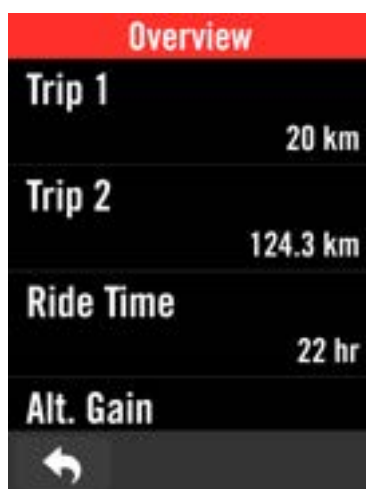 Overview
Trip 1
20 km
Trip 2
124.3 km
Ride Time
22 hr
Alt. Gain